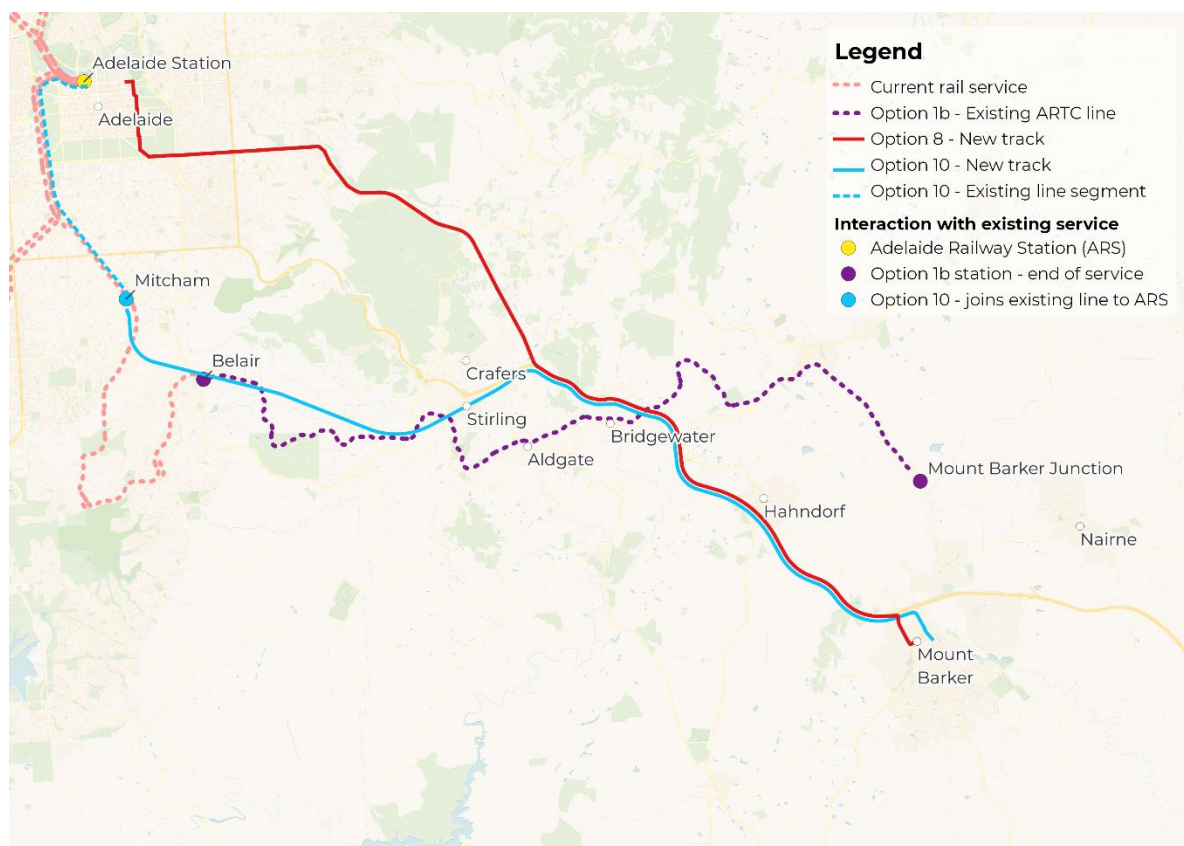 Adelaide Station
Adelaide
Mitcham
Belair
Crafers
Stirling
Aldgate
Bridgewater
Hahndorf
Mount Barker Junction
Nairne
Mount
Barker
Legend
Current rail service
Option 1b - Existing ARTC line
Option 8 - New track
Option 10 - New track
Option 10 - Existing line segment
Interaction with existing service
Adelaide Railway Station (ARS)
Option 1b station - end of service
Option 10 - joins existing line to ARS